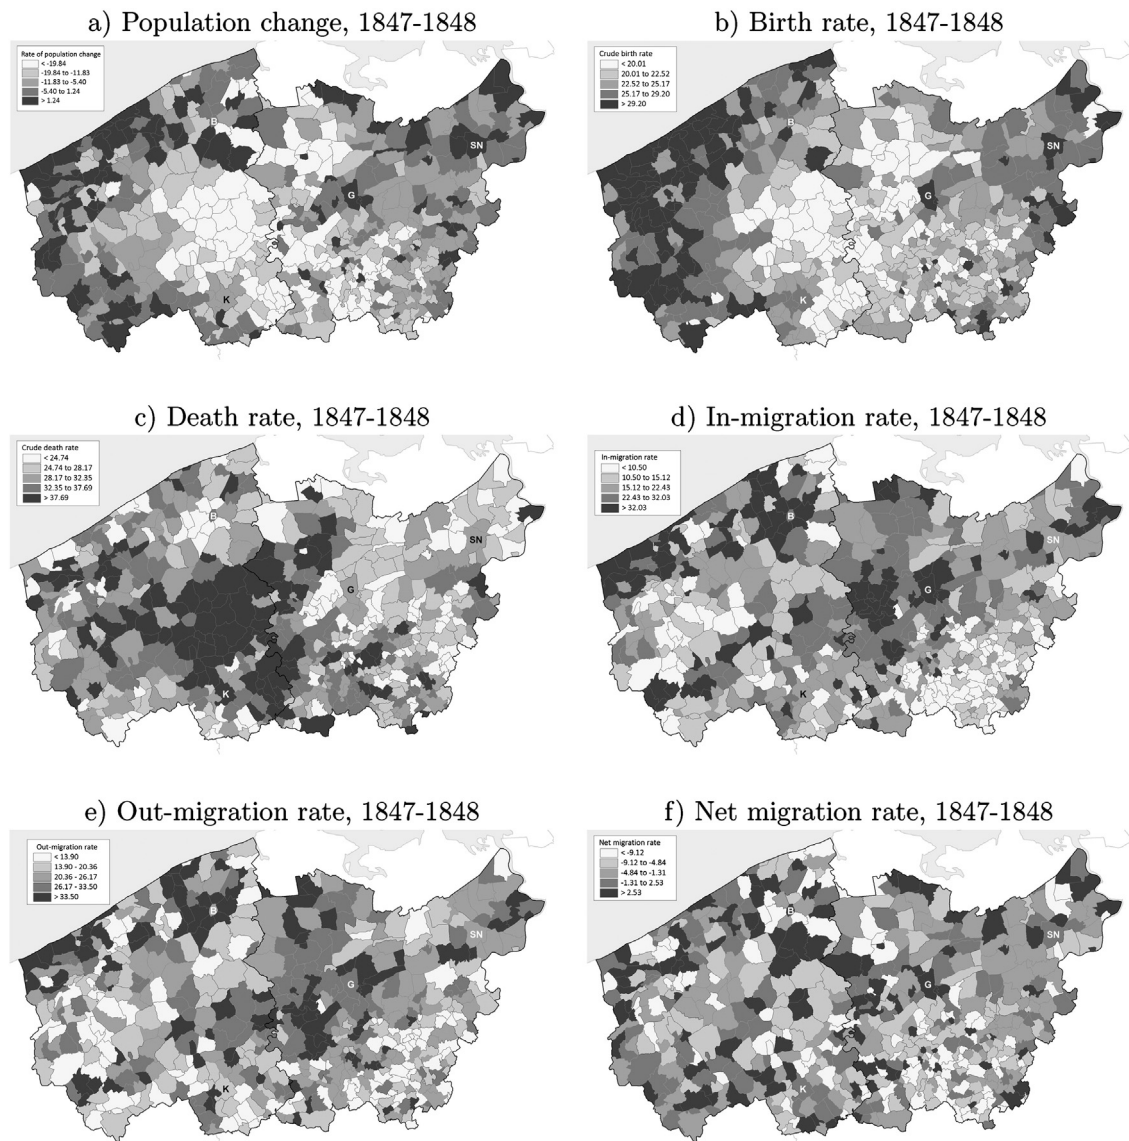 a) Population change, 1847-1848
Rate of population change
< -19.84
-19.84 to -11.83
-11.83 to -5.40
-5.40 to 1.24
> 1.24
B
SN
G
K
b) Birth rate, 1847-1848
Crude birth rate
< 20.01
20.01 to 22.52
22.52 to 25.17
25.17 to 29.20
> 29.20
B
SN
G
K
c) Death rate, 1847-1848
Crude death rate
< 24.74
24.74 to 28.17
28.17 to 32.35
32.35 to 37.69
> 37.69
B
SN
G
K
d) In-migration rate, 1847-1848
In-migration rate
< 10.50
10.50 to 15.12
15.12 to 22.43
22.43 to 32.03
> 32.03
B
SN
G
K
e) Out-migration rate, 1847-1848
Out-migration rate
< 13.90
13.90 - 20.36
20.36 - 26.17
26.17 - 33.50
> 33.50
B
SN
G
K
f) Net migration rate, 1847-1848
Net migration rate
< -9.12
-9.12 to -4.84
-4.84 to -1.31
-1.31 to 2.53
> 2.53
B
SN
G
K